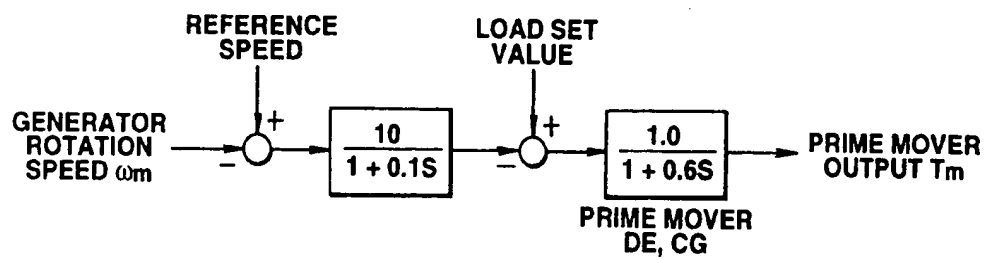 REFERENCE
SPEED
LOAD SET
VALUE
GENERATOR
ROTATION
SPEED ωm
+
−
10
1 + 0.1S
+
−
1.0
1 + 0.6S
PRIME MOVER
OUTPUT Tm
PRIME MOVER
DE, CG